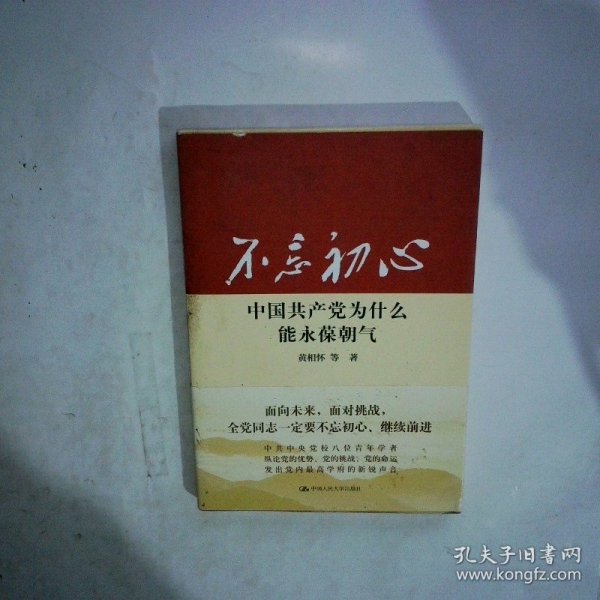 不忘初心
中国共产党为什么
能永葆朝气
黄相怀 等 著
面向未来，面对挑战，
全党同志一定要不忘初心、继续前进
中共中央党校八位青年学者
纵论党的优势、党的挑战、党的命运
发出党内最高学府的新锐声音
中国人民大学出版社
孔夫子旧书网
www.kongfz.com